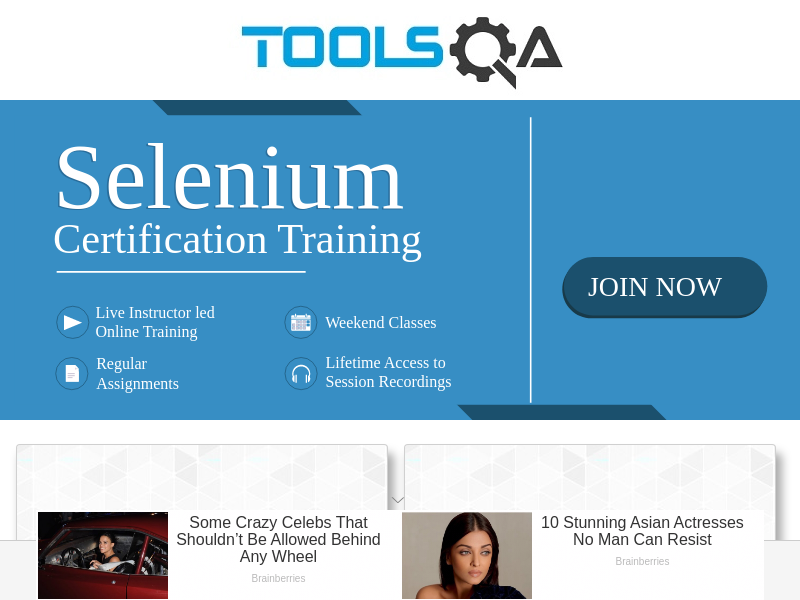 TOOLSQA
Selenium
Certification Training
JOIN NOW
Live Instructor led
Online Training
Weekend Classes
Regular
Assignments
Lifetime Access to
Session Recordings
Some Crazy Celebs That
Shouldn't Be Allowed Behind
Any Wheel
Brainberries
10 Stunning Asian Actresses
No Man Can Resist
Brainberries